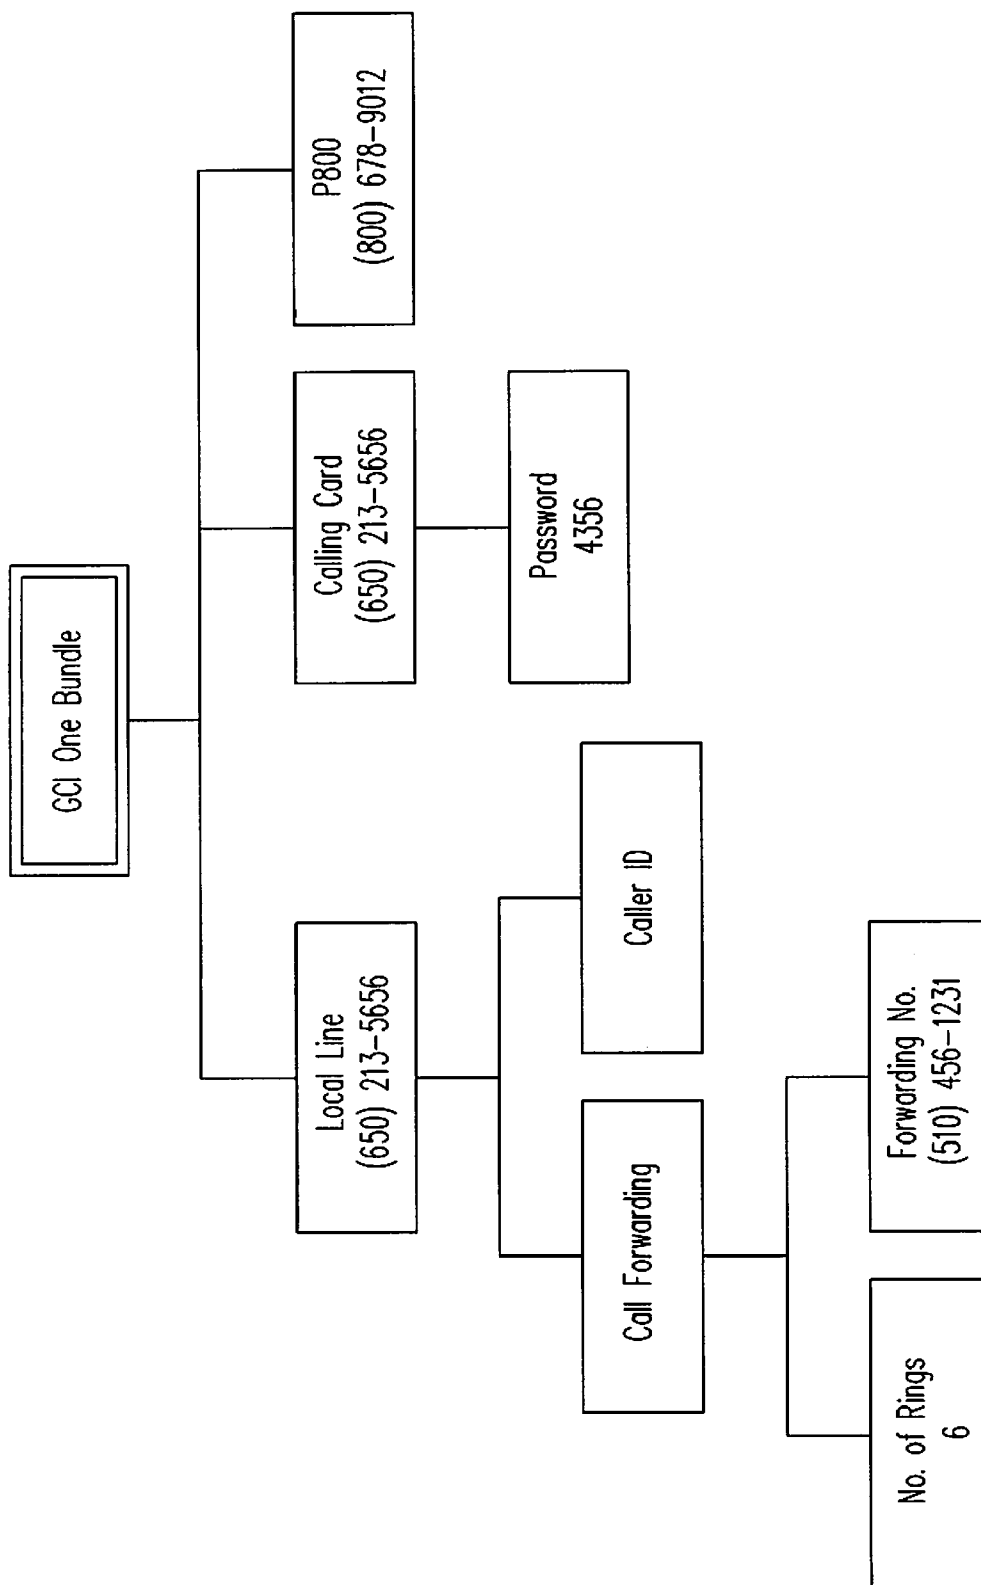 GCI One Bundle
Local Line
(650) 213-5656
Calling Card
(650) 213-5656
P800
(800) 678-9012
Call Forwarding
Caller ID
Password
4356
No. of Rings
6
Forwarding No.
(510) 456-1231